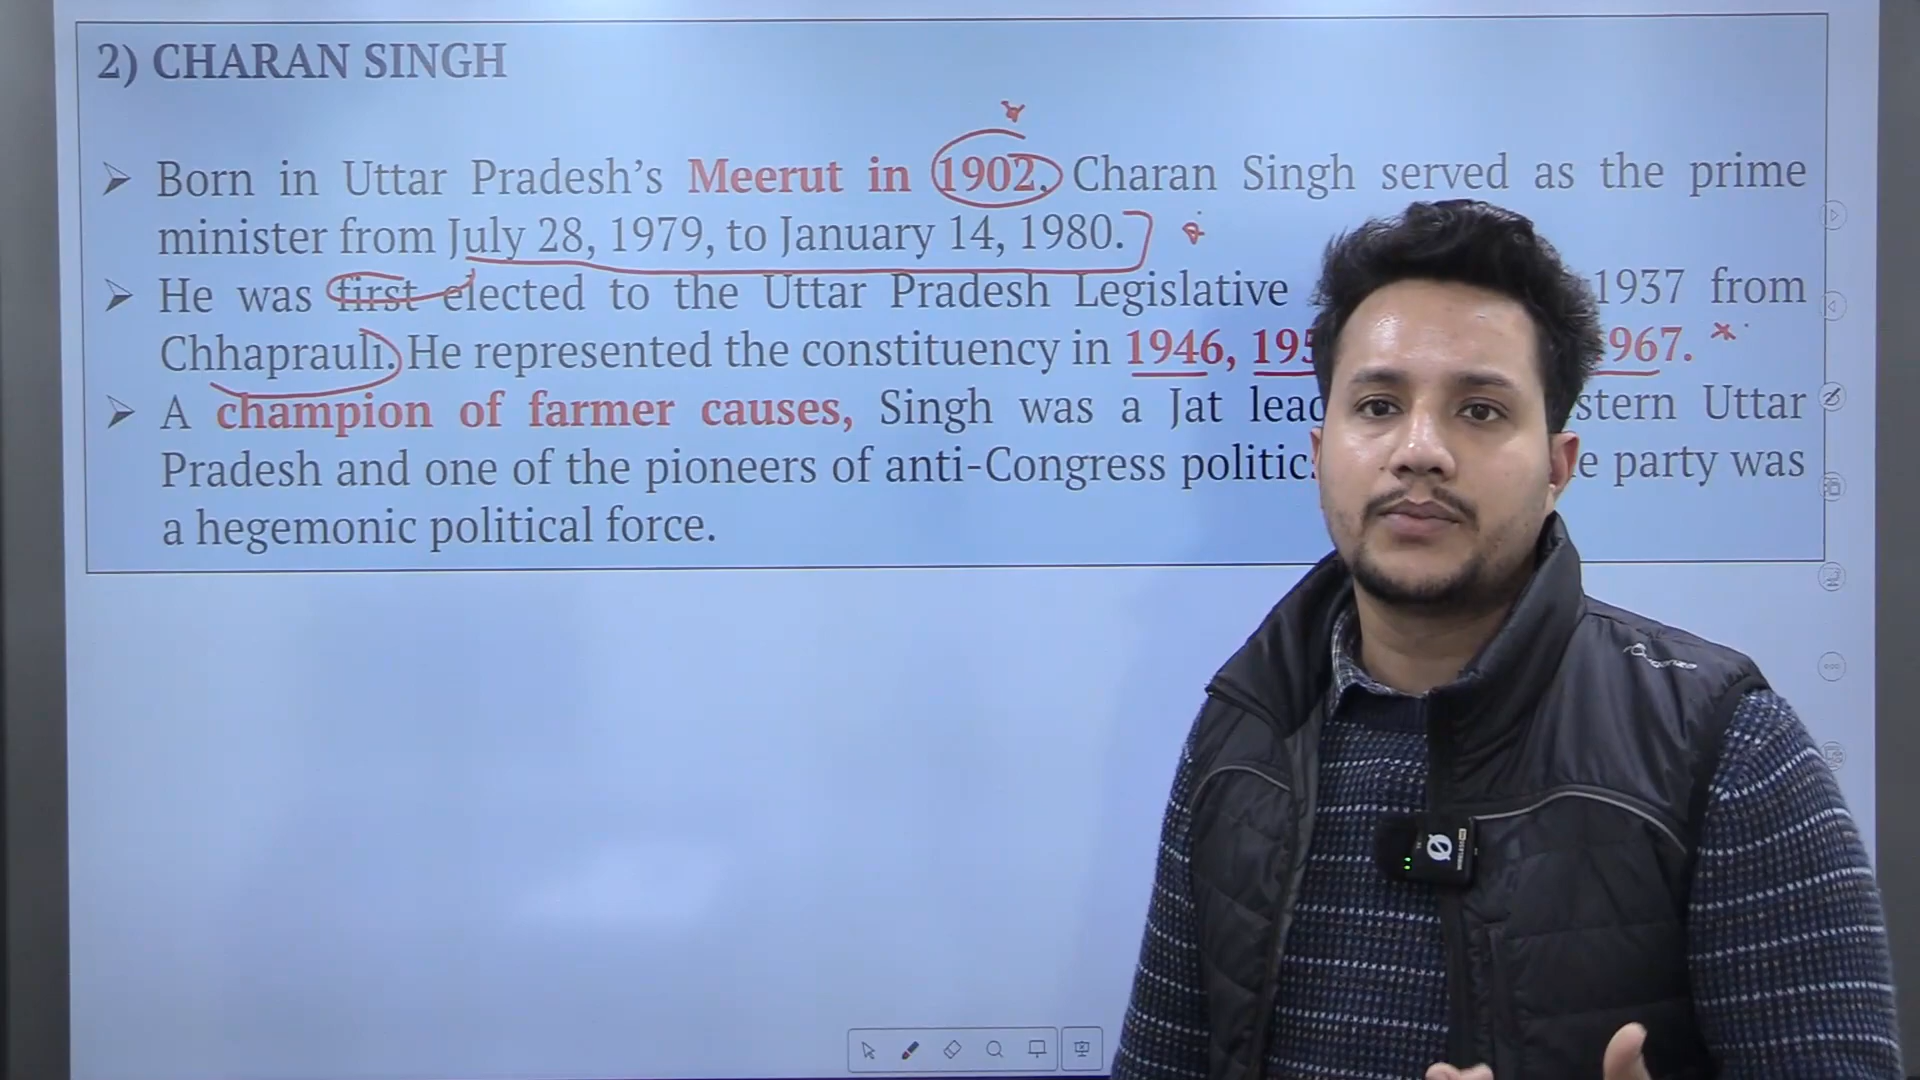 2) CHARAN SINGH
➢ Born in Uttar Pradesh’s Meerut in 1902, Charan Singh served as the prime
minister from July 28, 1979, to January 14, 1980.
➢ He was first elected to the Uttar Pradesh Legislative 1937 from
Chhaprauli. He represented the constituency in 1946, 967.
➢ A champion of farmer causes, Singh was a Jat stern Uttar
Pradesh and one of the pioneers of anti-Congress party was
a hegemonic political force.